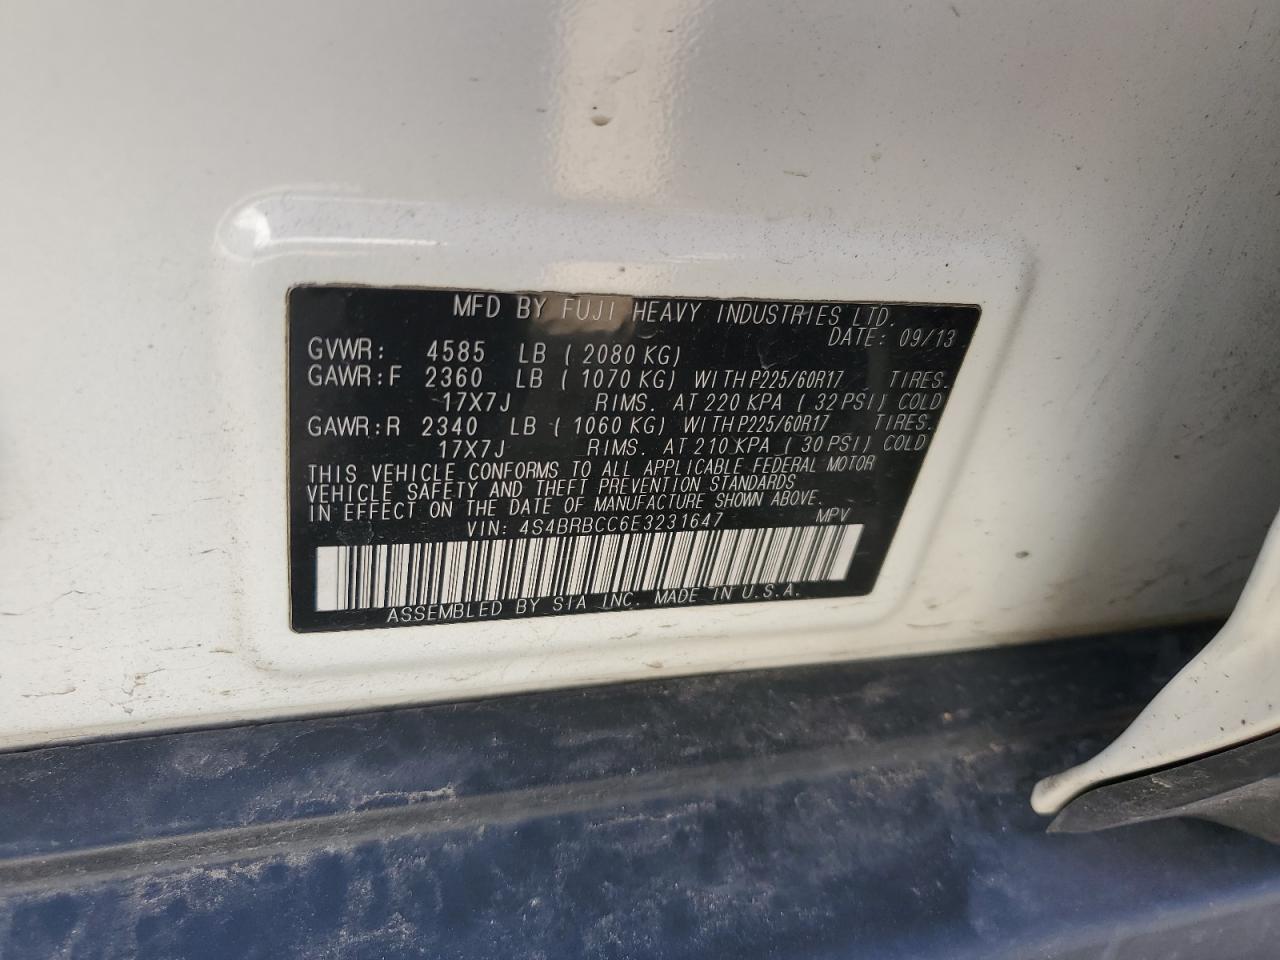 MFD BY FUJI HEAVY INDUSTRIES LTD.
DATE: 09/13
GVWR: 4585 LB ( 2080 KG)
GAWR:F 2360 LB ( 1070 KG) WITH P225/60R17 TIRES.
17X7J RIMS. AT 220 KPA ( 32 PSI) COLD
GAWR:R 2340 LB ( 1060 KG) WITH P225/60R17 TIRES.
17X7J RIMS. AT 210 KPA ( 30 PSI) COLD
THIS VEHICLE CONFORMS TO ALL APPLICABLE FEDERAL MOTOR
VEHICLE SAFETY AND THEFT PREVENTION STANDARDS
IN EFFECT ON THE DATE OF MANUFACTURE SHOWN ABOVE.
VIN: 4S4BRBCC6E3231647 MPV
ASSEMBLED BY SIA INC. MADE IN U.S.A.